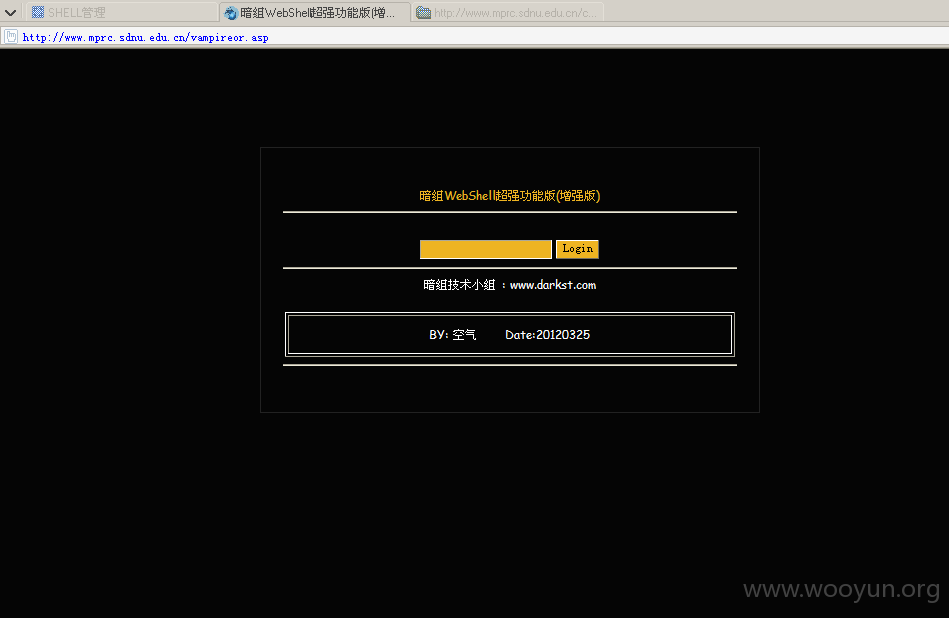 SHELL管理
暗组WebShell超强功能版(增...
http://www.mprc.sdnu.edu.cn/c...
http://www.mprc.sdnu.edu.cn/vampireor.asp
暗组WebShell超强功能版(增强版)
Login
暗组技术小组 : www.darkst.com
BY: 空气 Date:20120325
www.wooyun.org